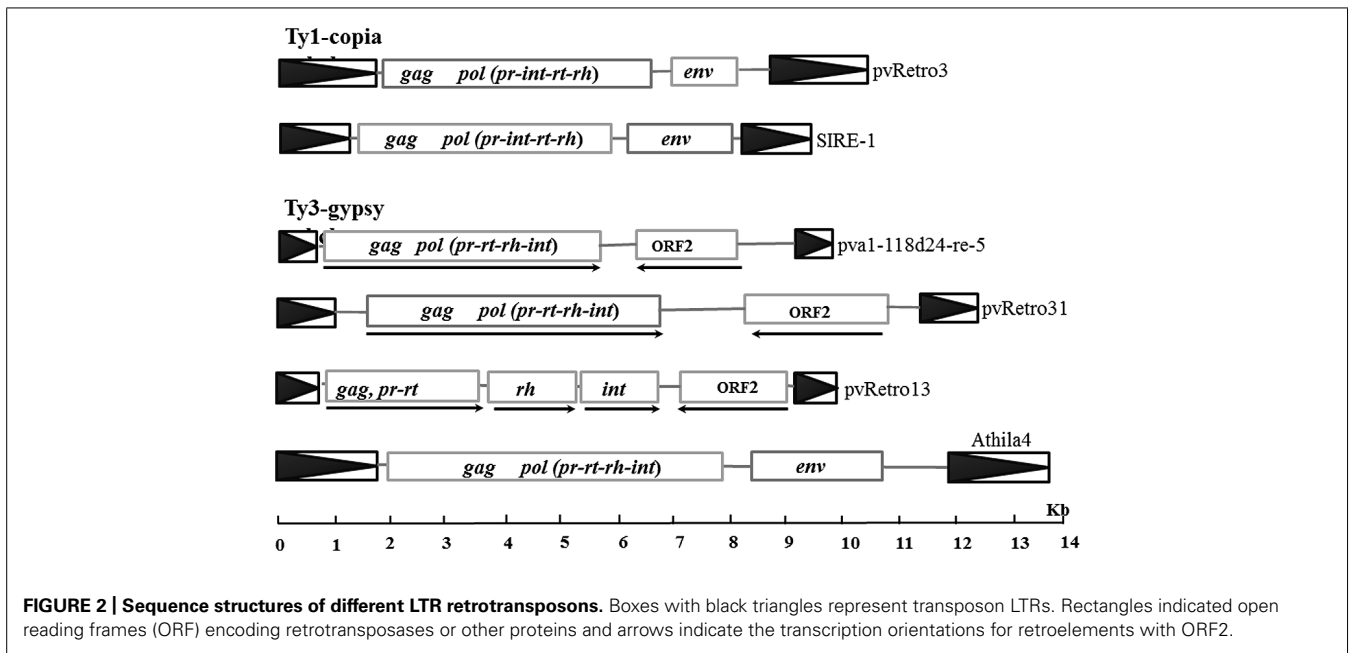 Ty1-copia
gag pol (pr-int-rt-rh) env pvRetro3
gag pol (pr-int-rt-rh) env SIRE-1
Ty3-gypsy
gag pol (pr-rt-rh-int) ORF2 pva1-118d24-re-5
gag pol (pr-rt-rh-int) ORF2 pvRetro31
gag, pr-rt rh int ORF2 pvRetro13
Athila4
gag pol (pr-rt-rh-int) env
Kb
0 1 2 3 4 5 6 7 8 9 10 11 12 13 14
FIGURE 2 | Sequence structures of different LTR retrotransposons. Boxes with black triangles represent transposon LTRs. Rectangles indicated open
reading frames (ORF) encoding retrotransposases or other proteins and arrows indicate the transcription orientations for retroelements with ORF2.